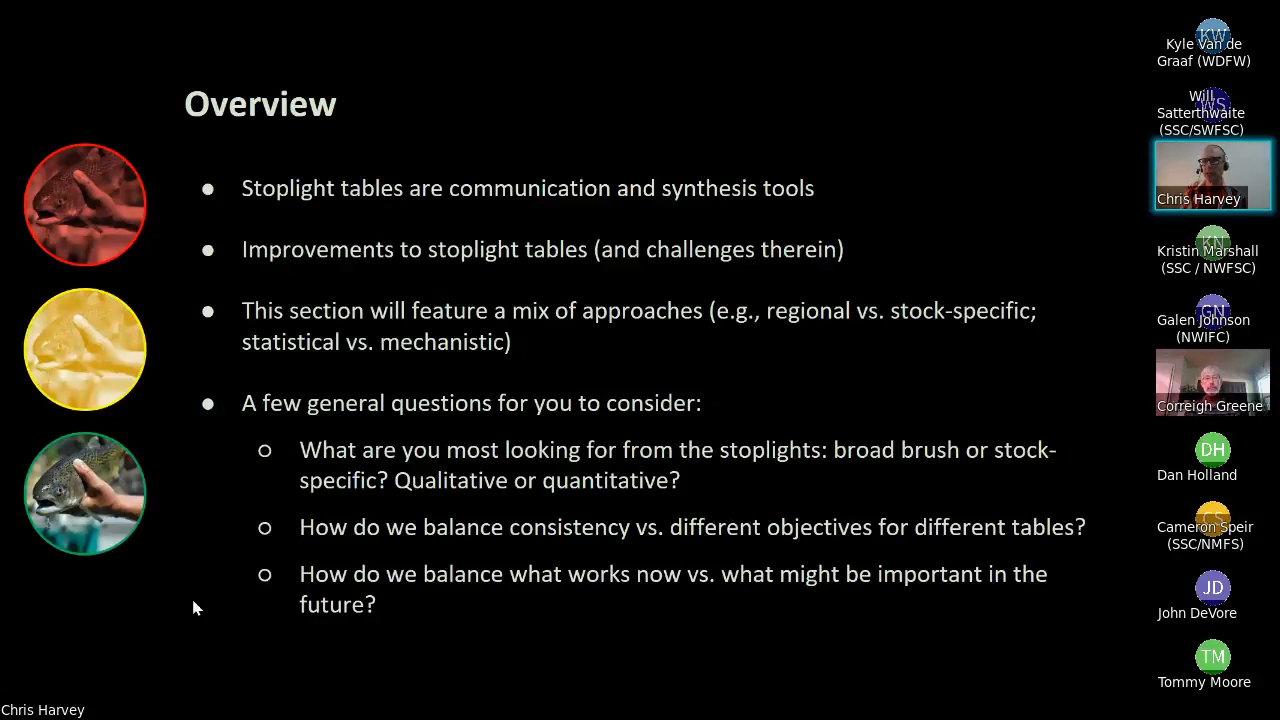 Overview
● Stoplight tables are communication and synthesis tools
● Improvements to stoplight tables (and challenges therein)
● This section will feature a mix of approaches (e.g., regional vs. stock-specific;
statistical vs. mechanistic)
● A few general questions for you to consider:
○ What are you most looking for from the stoplights: broad brush or stock-
specific? Qualitative or quantitative?
○ How do we balance consistency vs. different objectives for different tables?
○ How do we balance what works now vs. what might be important in the
future?
KW
Kyle Van de
Graaf (WDFW)
WS
Will
Satterthwaite
(SSC/SWFSC)
Chris Harvey
KN
Kristin Marshall
(SSC / NWFSC)
GN
Galen Johnson
(NWIFC)
Correigh Greene
DH
Dan Holland
CS
Cameron Speir
(SSC/NMFS)
JD
John DeVore
TM
Tommy Moore
Chris Harvey